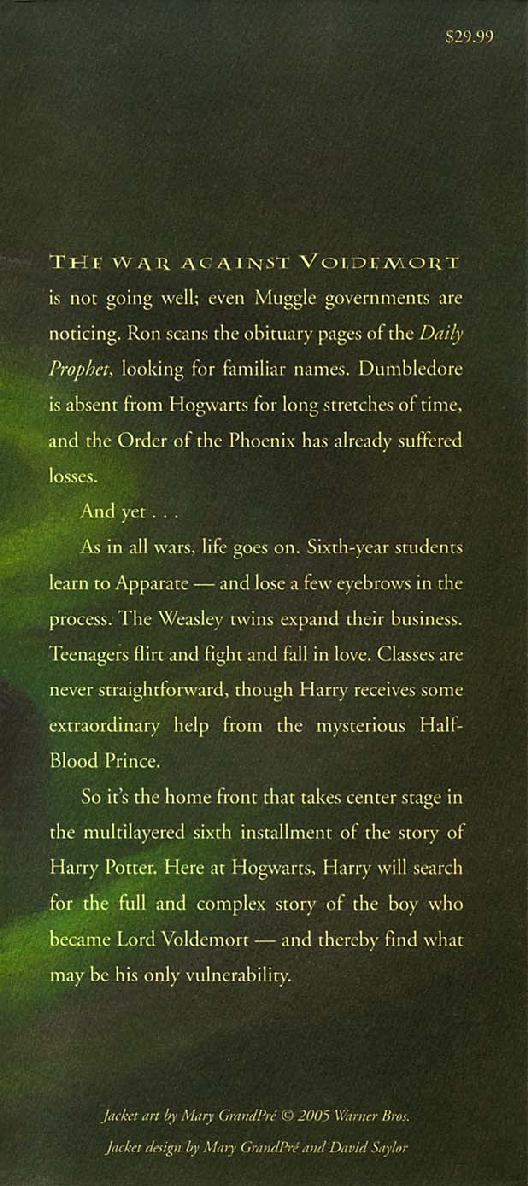 $29.99
THE WAR AGAINST VOLDEMORT
is not going well; even Muggle governments are
noticing. Ron scans the obituary pages of the Daily
Prophet, looking for familiar names. Dumbledore
is absent from Hogwarts for long stretches of time,
and the Order of the Phoenix has already suffered
losses.
And yet . . .
As in all wars, life goes on. Sixth-year students
learn to Apparate — and lose a few eyebrows in the
process. The Weasley twins expand their business.
Teenagers flirt and fight and fall in love. Classes are
never straightforward, though Harry receives some
extraordinary help from the mysterious Half-
Blood Prince.
So it's the home front that takes center stage in
the multilayered sixth installment of the story of
Harry Potter. Here at Hogwarts, Harry will search
for the full and complex story of the boy who
became Lord Voldemort — and thereby find what
may be his only vulnerability.
Jacket art by Mary GrandPré © 2005 Warner Bros.
Jacket design by Mary GrandPré and David Saylor